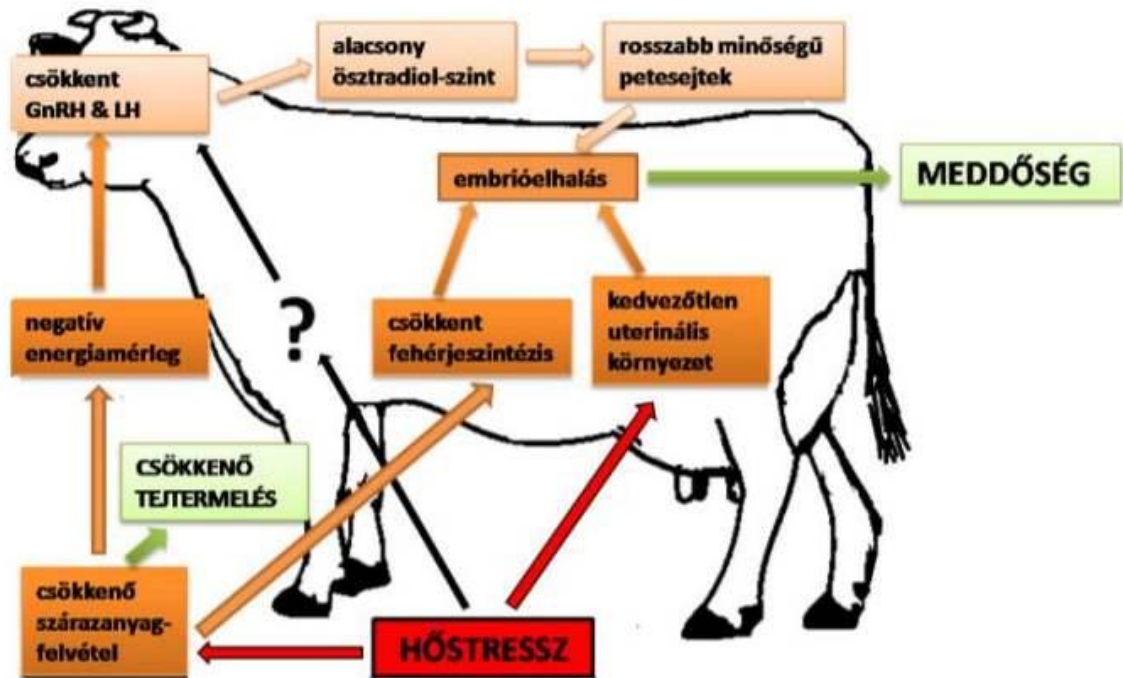 csökkent
GnRH & LH
alacsony
ösztradiol-szint
rosszabb minőségű
petesejtek
embrióelhalás
MEDDŐSÉG
negatív
energiamérleg
?
csökkent
fehérjeszintézis
kedvezőtlen
uterinális
környezet
CSÖKKENŐ
TEJTERMELÉS
csökkenő
szárazanyag-
felvétel
HŐSTRESSZ